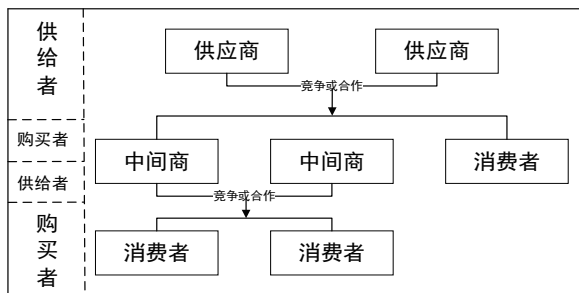 供给者
供应商 供应商
竞争或合作
购买者
供给者
中间商 中间商 消费者
竞争或合作
购买者
消费者 消费者